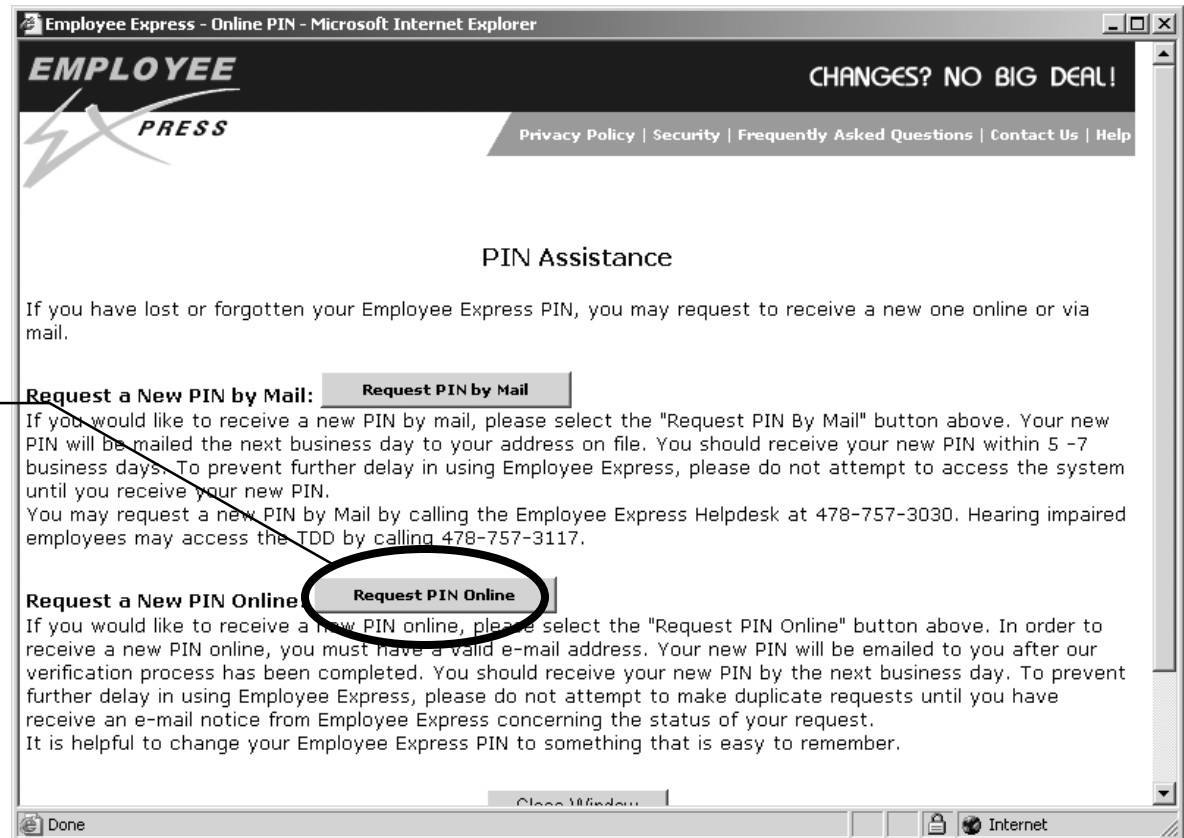 Employee Express - Online PIN - Microsoft Internet Explorer
EMPLOYEE
CHANGES? NO BIG DEAL!
XPRESS
Privacy Policy | Security | Frequently Asked Questions | Contact Us | Help
PIN Assistance
If you have lost or forgotten your Employee Express PIN, you may request to receive a new one online or via
mail.
Request a New PIN by Mail: Request PIN by Mail
If you would like to receive a new PIN by mail, please select the "Request PIN By Mail" button above. Your new
PIN will be mailed the next business day to your address on file. You should receive your new PIN within 5 -7
business days. To prevent further delay in using Employee Express, please do not attempt to access the system
until you receive your new PIN.
You may request a new PIN by Mail by calling the Employee Express Helpdesk at 478-757-3030. Hearing impaired
employees may access the TDD by calling 478-757-3117.
Request a New PIN Online: Request PIN Online
If you would like to receive a new PIN online, please select the "Request PIN Online" button above. In order to
receive a new PIN online, you must have a valid e-mail address. Your new PIN will be emailed to you after our
verification process has been completed. You should receive your new PIN by the next business day. To prevent
further delay in using Employee Express, please do not attempt to make duplicate requests until you have
receive an e-mail notice from Employee Express concerning the status of your request.
It is helpful to change your Employee Express PIN to something that is easy to remember.
Close Window
Done
Internet